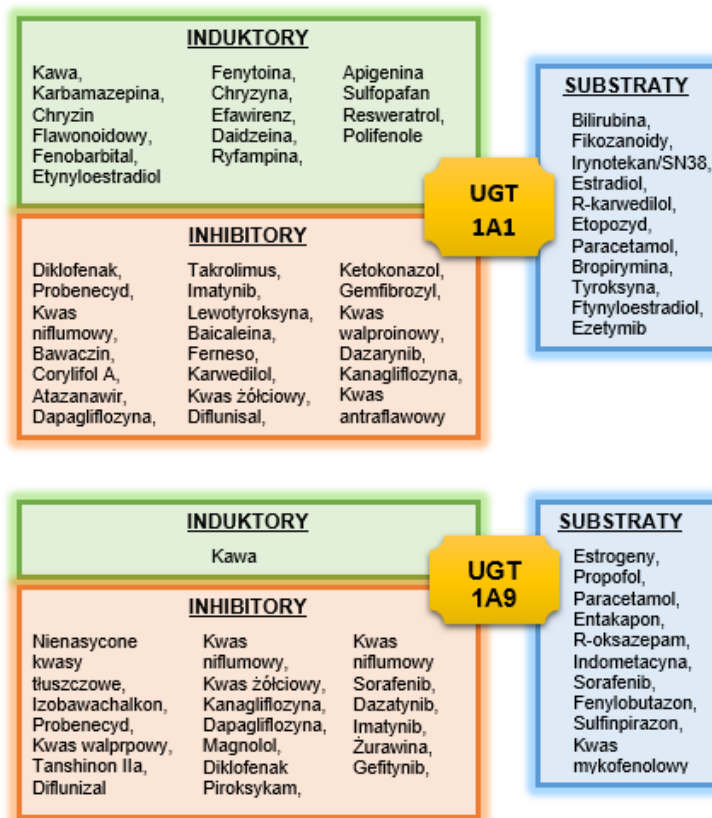 INDUKTORY
Kawa,
Karbamazepina,
Chryzin
Flawonoidowy,
Fenobarbital,
Etynyloestradiol
Fenytoina,
Chryzyna,
Efawirenz,
Daidzeina,
Ryfampina,
Apigenina
Sulfopafan
Resweratrol,
Polifenole
INHIBITORY
Diklofenak,
Probenecyd,
Kwas
niflumowy,
Bawaczin,
Corylifol A,
Atazanawir,
Dapagliflozyna,
Takrolimus,
Imatynib,
Lewotyroksyna,
Baicaleina,
Ferneso,
Karwedilol,
Kwas żółciowy,
Diflunisal,
Ketokonazol,
Gemfibrozyl,
Kwas
walproinowy,
Dazarynib,
Kanagliflozyna,
Kwas
antraflawowy
UGT
1A1
SUBSTRATY
Bilirubina,
Fikozanoidy,
Irynotekan/SN38,
Estradiol,
R-karwedilol,
Etopozyd,
Paracetamol,
Bropirymina,
Tyroksyna,
Ftynyloestradiol,
Ezetymib
INDUKTORY
Kawa
INHIBITORY
Nienasycone
kwasy
tłuszczowe,
Izobawachalkon,
Probenecyd,
Kwas walprpowy,
Tanshinon IIa,
Diflunizal
Kwas
niflumowy,
Kwas żółciowy,
Kanagliflozyna,
Dapagliflozyna,
Magnolol,
Diklofenak
Piroksykam,
Kwas
niflumowy
Sorafenib,
Dazatynib,
Imatynib,
Żurawina,
Gefitynib,
UGT
1A9
SUBSTRATY
Estrogeny,
Propofol,
Paracetamol,
Entakapon,
R-oksazepam,
Indometacyna,
Sorafenib,
Fenylobutazon,
Sulfinpirazon,
Kwas
mykofenolowy